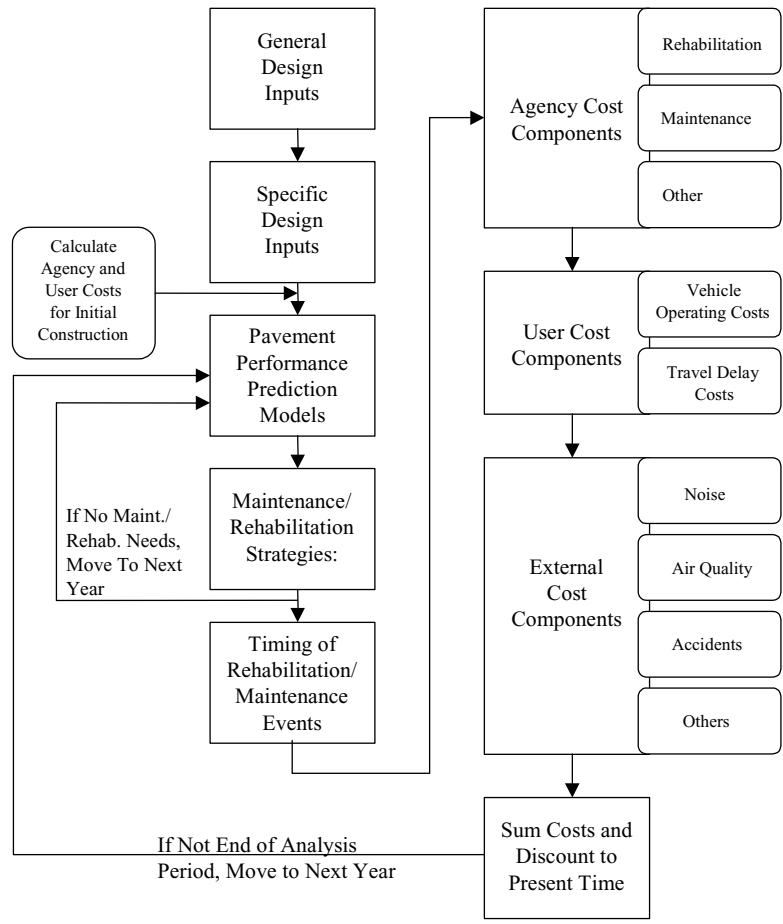 General
Design
Inputs
Specific
Design
Inputs
Calculate
Agency and
User Costs
for Initial
Construction
Pavement
Performance
Prediction
Models
If No Maint./
Rehab. Needs,
Move To Next
Year
Maintenance/
Rehabilitation
Strategies:
Timing of
Rehabilitation/
Maintenance
Events
Agency Cost
Components
Rehabilitation
Maintenance
Other
User Cost
Components
Vehicle
Operating Costs
Travel Delay
Costs
External
Cost
Components
Noise
Air Quality
Accidents
Others
Sum Costs and
Discount to
Present Time
If Not End of Analysis
Period, Move to Next Year